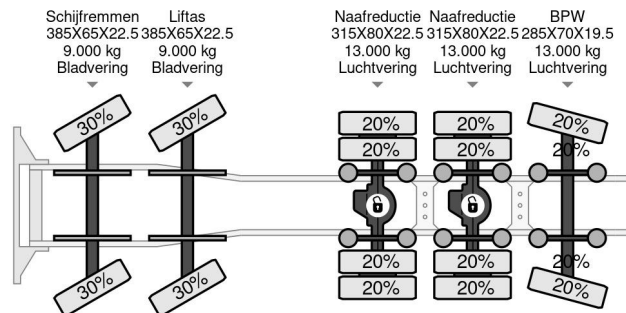 Schijfremmen
385X65X22.5
9.000 kg
Bladvering
Liftas
385X65X22.5
9.000 kg
Bladvering
Naafreductie
315X80X22.5
13.000 kg
Luchtvering
Naafreductie
315X80X22.5
13.000 kg
Luchtvering
BPW
285X70X19.5
13.000 kg
Luchtvering
30%
30%
20%
20%
20%
20%
20%
20%
30%
30%
20%
20%
20%
20%
20%
20%